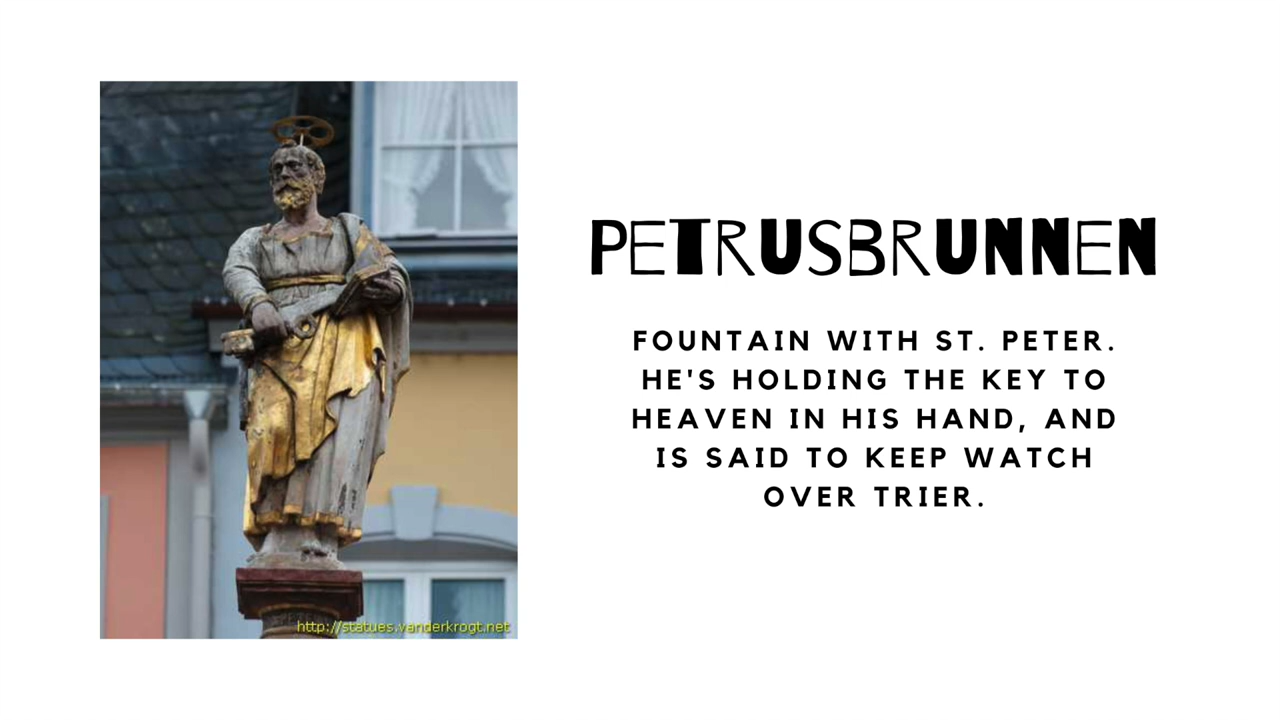 PETRUSBRUNNEN
FOUNTAIN WITH ST. PETER.
HE'S HOLDING THE KEY TO
HEAVEN IN HIS HAND, AND
IS SAID TO KEEP WATCH
OVER TRIER.
http://statues.vanderkrogt.net